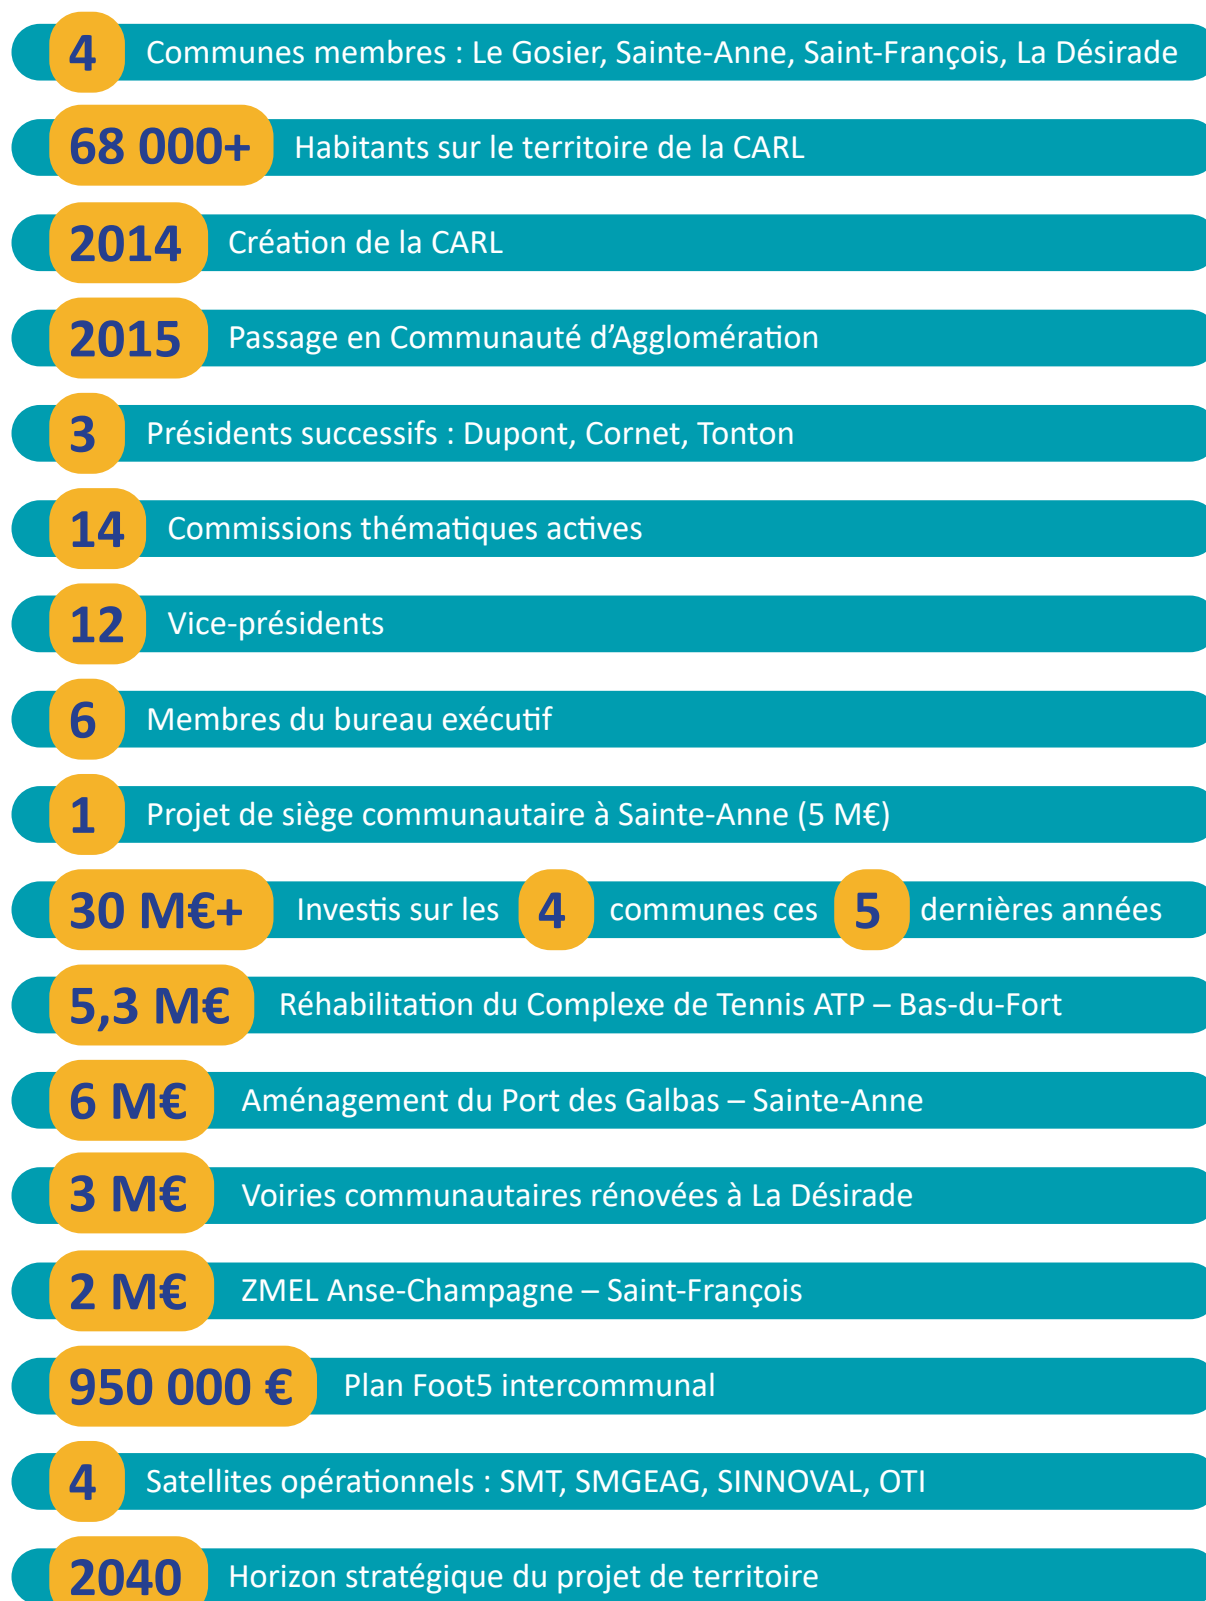 4 Communes membres : Le Gosier, Sainte-Anne, Saint-François, La Désirade
68 000+ Habitants sur le territoire de la CARL
2014 Création de la CARL
2015 Passage en Communauté d’Agglomération
3 Présidents successifs : Dupont, Cornet, Tonton
14 Commissions thématiques actives
12 Vice-présidents
6 Membres du bureau exécutif
1 Projet de siège communautaire à Sainte-Anne (5 M€)
30 M€+ Investis sur les 4 communes ces 5 dernières années
5,3 M€ Réhabilitation du Complexe de Tennis ATP – Bas-du-Fort
6 M€ Aménagement du Port des Galbas – Sainte-Anne
3 M€ Voiries communautaires rénovées à La Désirade
2 M€ ZMEL Anse-Champagne – Saint-François
950 000 € Plan Foot5 intercommunal
4 Satellites opérationnels : SMT, SMGEAG, SINNOVAL, OTI
2040 Horizon stratégique du projet de territoire